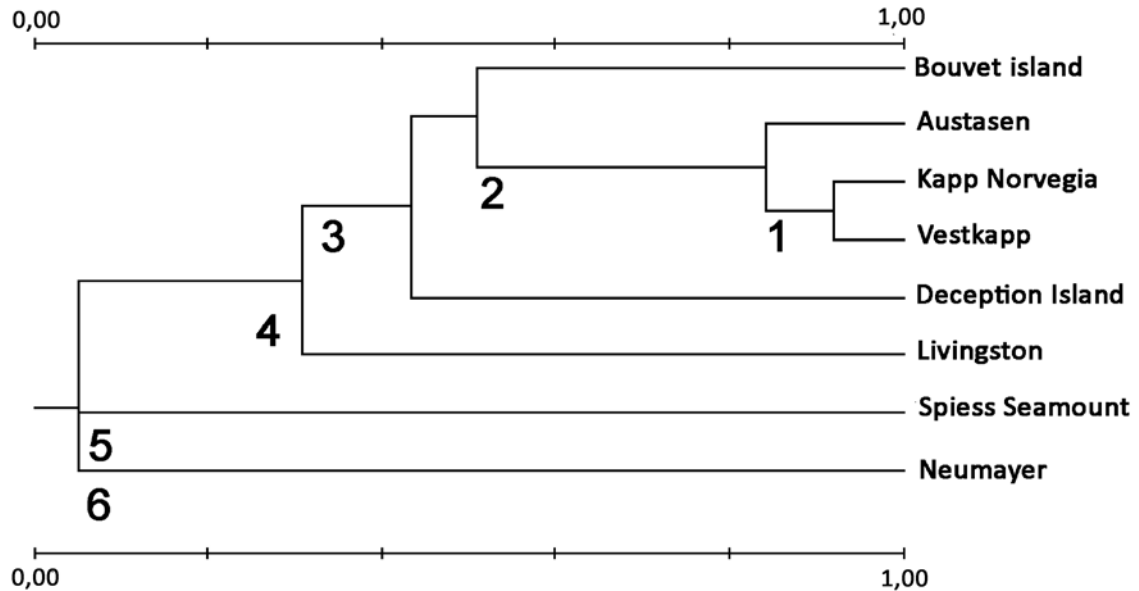 0,00 1,00
Bouvet island
Austasen
Kapp Norvegia
2
3
1
Vestkapp
Deception Island
4
Livingston
Spiess Seamount
5
Neumayer
6
0,00 1,00